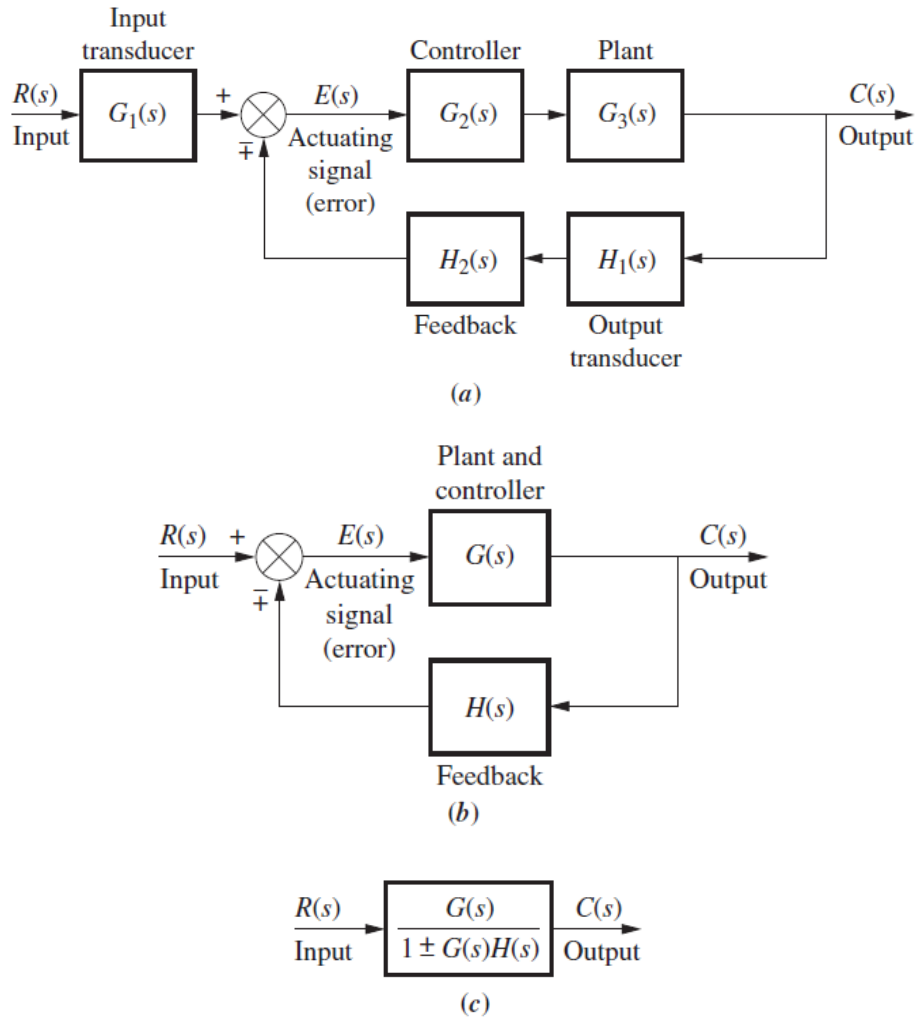 Input
transducer
Controller
Plant
R(s)
Input
G₁(s)
+
∓
E(s)
Actuating
signal
(error)
G₂(s)
G₃(s)
C(s)
Output
H₂(s)
H₁(s)
Feedback
Output
transducer
(a)
Plant and
controller
R(s)
Input
+
∓
E(s)
Actuating
signal
(error)
G(s)
C(s)
Output
H(s)
Feedback
(b)
R(s)
Input
G(s)
1 ± G(s)H(s)
C(s)
Output
(c)